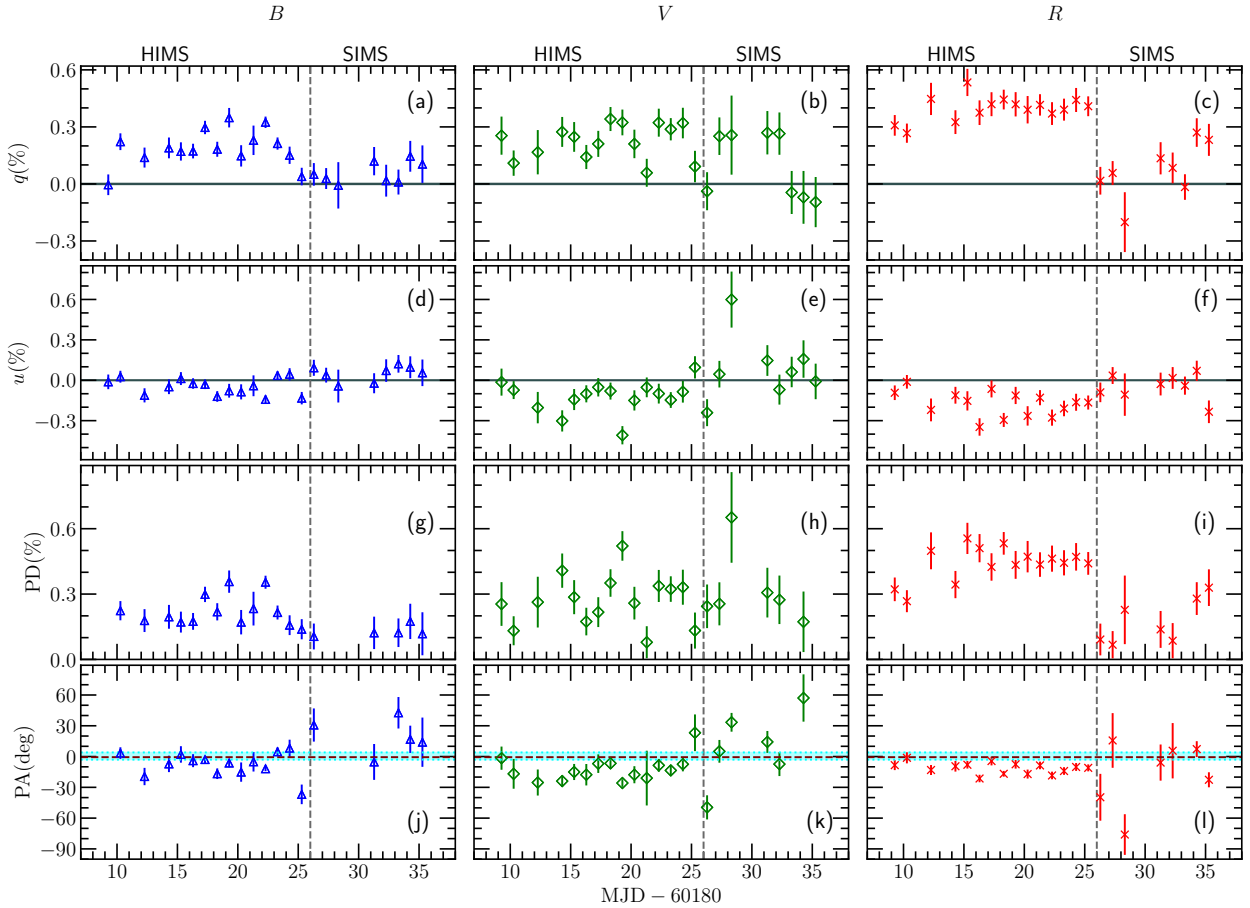 B V R
HIMS SIMS HIMS SIMS HIMS SIMS
0.6
0.3
0.0
−0.3
q(%)
(a) (b) (c)
0.6
0.3
0.0
−0.3
u(%)
(d) (e) (f)
0.6
0.3
0.0
PD(%)
(g) (h) (i)
60
30
0
−30
−60
−90
PA(deg)
(j) (k) (l)
10 15 20 25 30 35 10 15 20 25 30 35 10 15 20 25 30 35
MJD − 60180